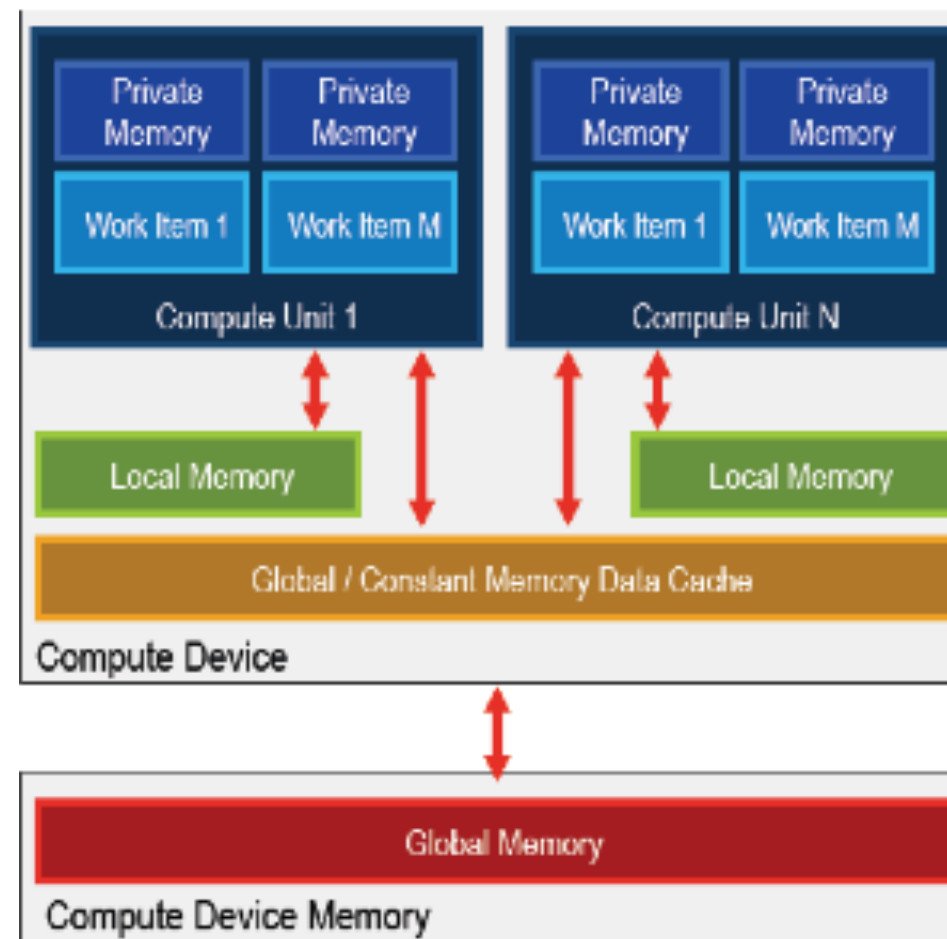 Private Memory
Private Memory
Private Memory
Private Memory
Work Item 1
Work Item M
Work Item 1
Work Item M
Compute Unit 1
Compute Unit N
Local Memory
Local Memory
Global / Constant Memory Data Cache
Compute Device
Global Memory
Compute Device Memory